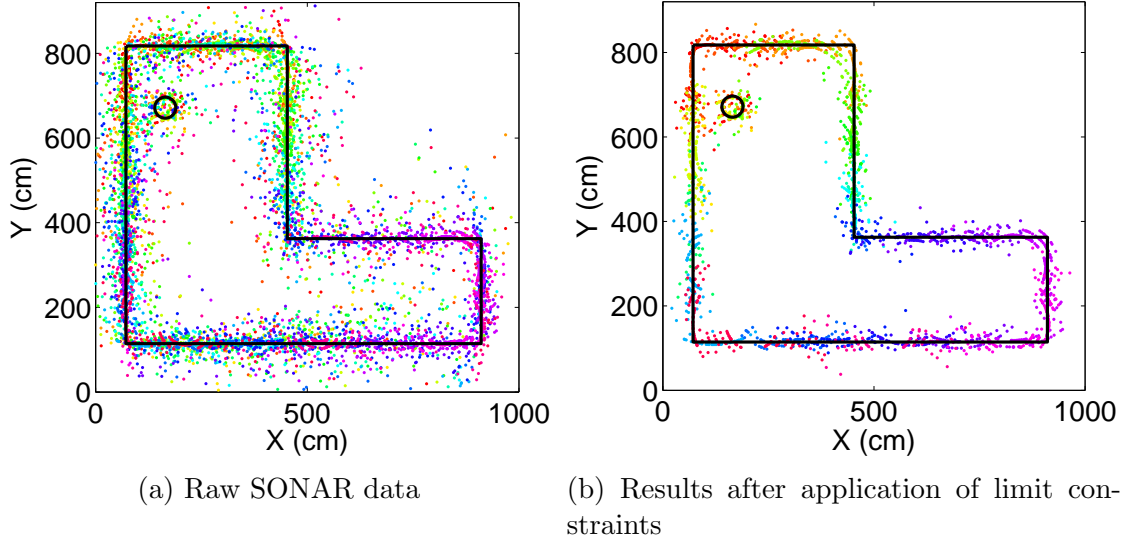 800
600
400
200
0
Y (cm)
0
500
1000
X (cm)
(a) Raw SONAR data
800
600
400
200
0
Y (cm)
0
500
1000
X (cm)
(b) Results after application of limit con-
straints